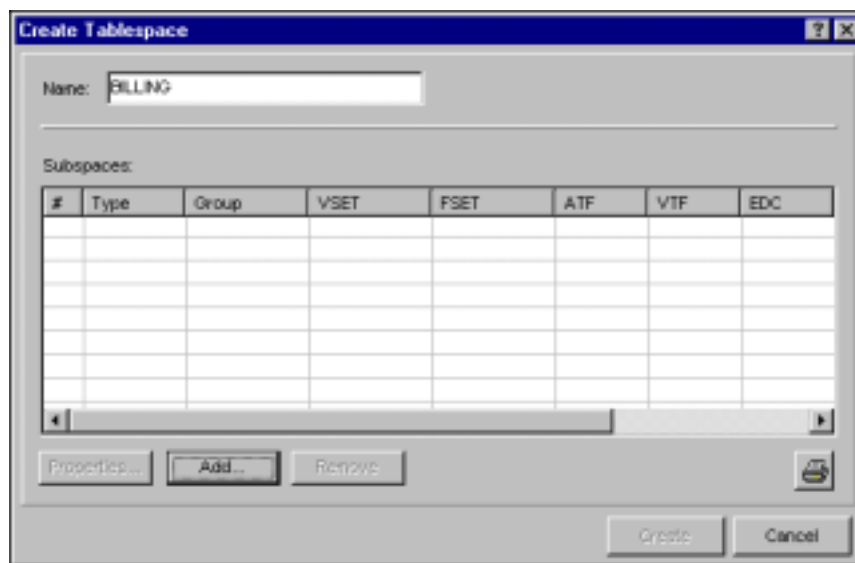 Create Tablespace
Name: BILLING
Subspaces:
# Type Group VSET FSET ATF VTF EDC
Properties... Add... Remove
Create Cancel